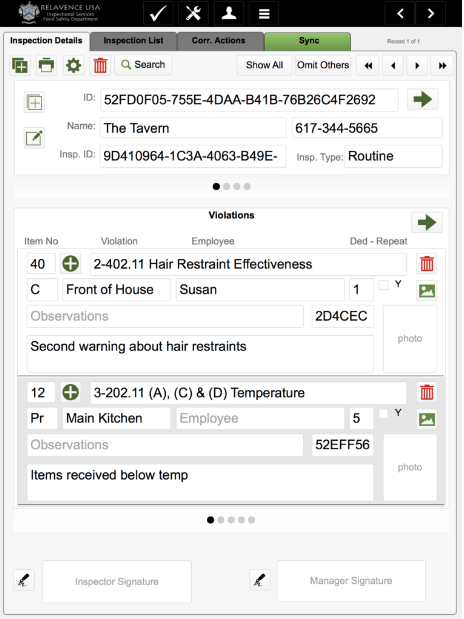 RELAVENCE USA
Inspectional Services
Food Safety Department
Inspection Details Inspection List Corr. Actions Sync Record 1 of 1
Search Show All Omit Others
ID: 52FD0F05-755E-4DAA-B41B-76B26C4F2692
Name: The Tavern 617-344-5665
Insp. ID: 9D410964-1C3A-4063-B49E- Insp. Type: Routine
Violations
Item No Violation Employee Ded - Repeat
40 2-402.11 Hair Restraint Effectiveness
C Front of House Susan 1 Y
Observations 2D4CEC
Second warning about hair restraints photo
12 3-202.11 (A), (C) & (D) Temperature
Pr Main Kitchen Employee 5 Y
Observations 52EFF56
Items received below temp photo
Inspector Signature Manager Signature